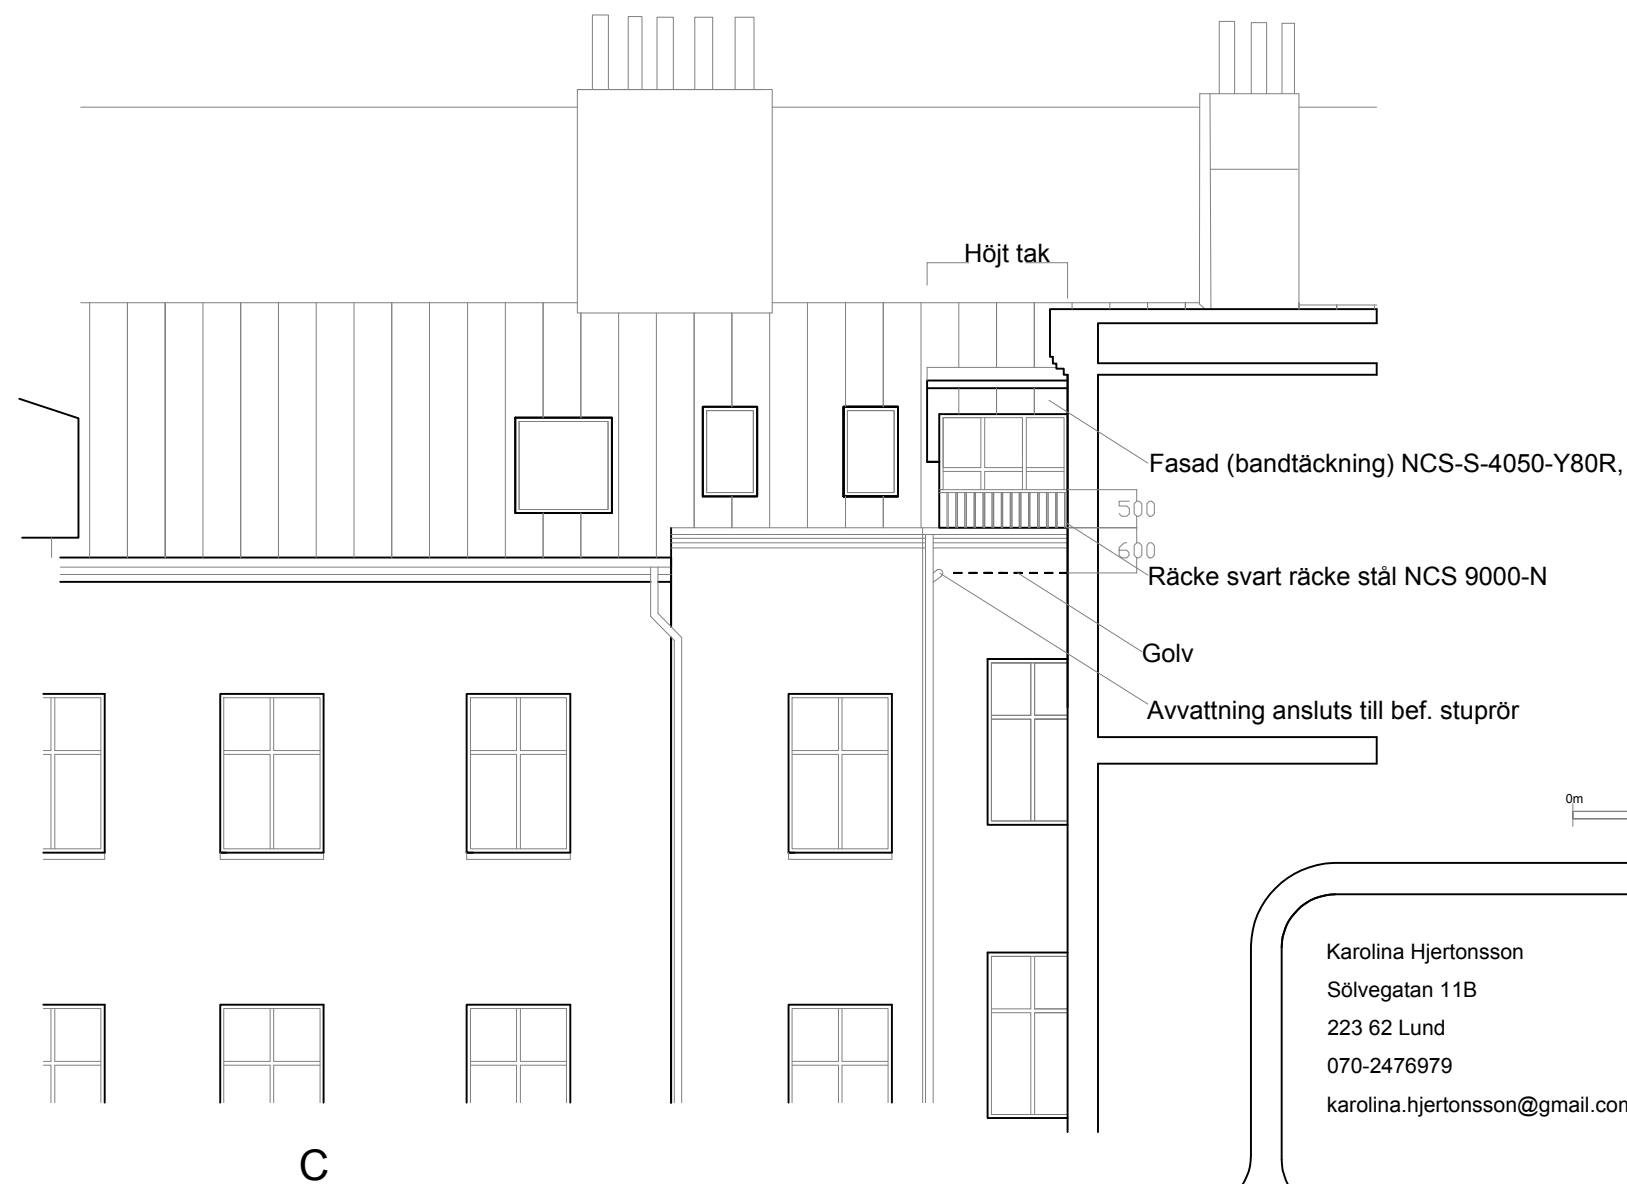 Höjt tak
Fasad (bandtäckning) NCS-S-4050-Y80R,
500
600
Räcke svart räcke stål NCS 9000-N
Golv
Avvattning ansluts till bef. stuprör
0m
Karolina Hjertonsson
Sölvegatan 11B
223 62 Lund
070-2476979
karolina.hjertonsson@gmail.com
C